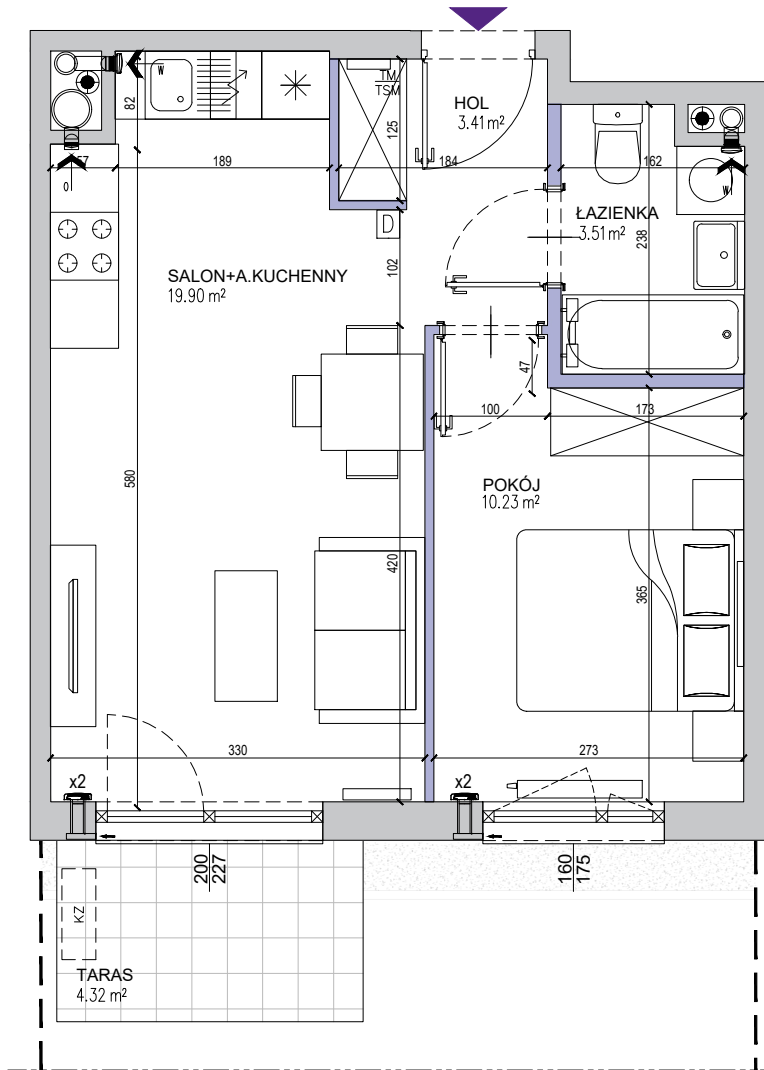 W
TM
TSM
HOL
3.41 m²
82
125
57
189
184
162
0
W
ŁAZIENKA
3.51 m²
D
238
SALON+A.KUCHENNY
19.90 m²
102
47
100
173
580
POKÓJ
10.23 m²
420
365
330
273
x2
x2
200
227
160
175
KZ
TARAS
4.32 m²